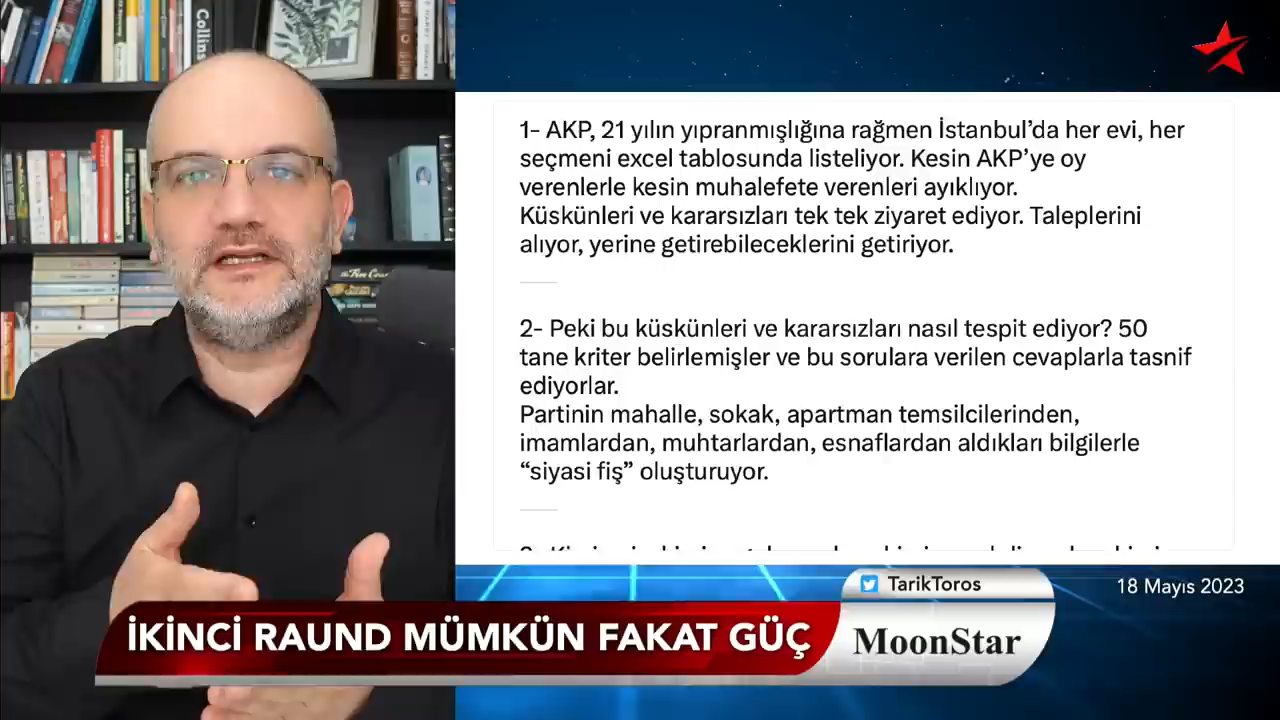 Collins
1- AKP, 21 yılın yıpranmışlığına rağmen İstanbul’da her evi, her
seçmeni excel tablosunda listeliyor. Kesin AKP’ye oy
verenlerle kesin muhalefete verenleri ayıklıyor.
Küskünleri ve kararsızları tek tek ziyaret ediyor. Taleplerini
alıyor, yerine getirebileceklerini getiriyor.
2- Peki bu küskünleri ve kararsızları nasıl tespit ediyor? 50
tane kriter belirlemişler ve bu sorulara verilen cevaplarla tasnif
ediyorlar.
Partinin mahalle, sokak, apartman temsilcilerinden,
imamlardan, muhtarlardan, esnaflardan aldıkları bilgilerle
“siyasi fiş” oluşturuyor.
TarikToros
18 Mayıs 2023
İKİNCİ RAUND MÜMKÜN FAKAT GÜÇ
MoonStar